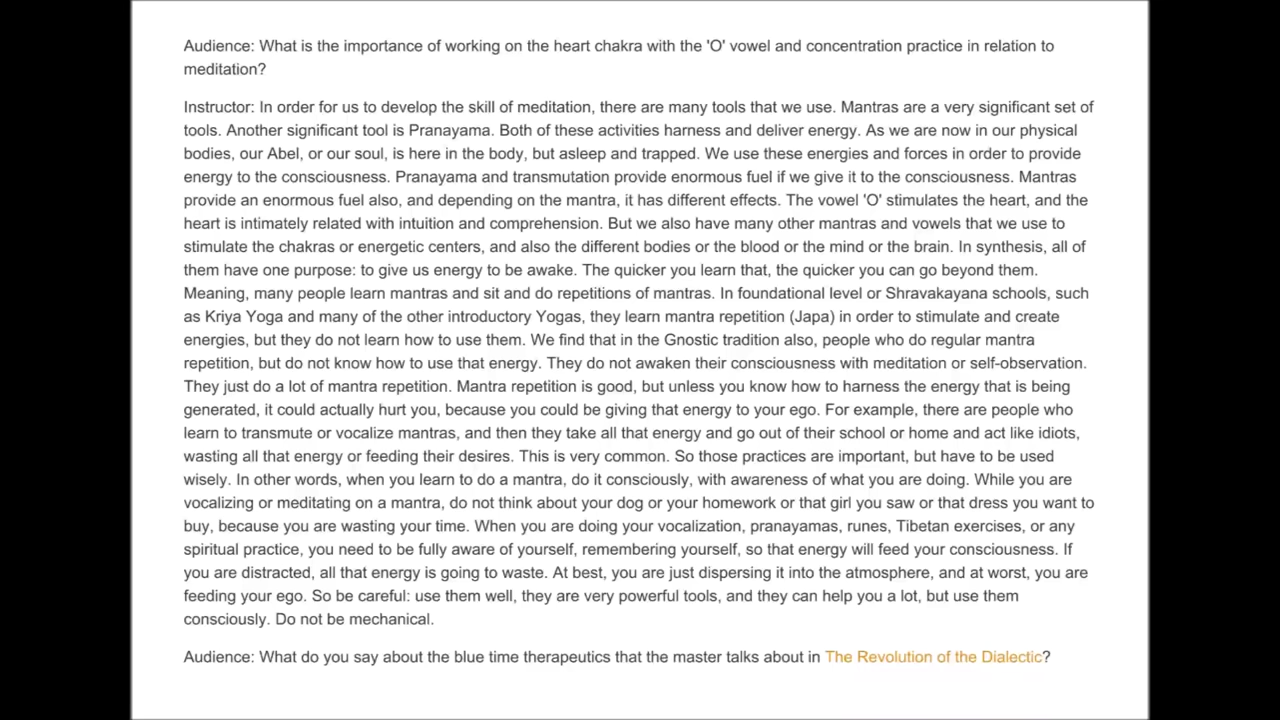 Audience: What is the importance of working on the heart chakra with the 'O' vowel and concentration practice in relation to
meditation?
Instructor: In order for us to develop the skill of meditation, there are many tools that we use. Mantras are a very significant set of
tools. Another significant tool is Pranayama. Both of these activities harness and deliver energy. As we are now in our physical
bodies, our Abel, or our soul, is here in the body, but asleep and trapped. We use these energies and forces in order to provide
energy to the consciousness. Pranayama and transmutation provide enormous fuel if we give it to the consciousness. Mantras
provide an enormous fuel also, and depending on the mantra, it has different effects. The vowel 'O' stimulates the heart, and the
heart is intimately related with intuition and comprehension. But we also have many other mantras and vowels that we use to
stimulate the chakras or energetic centers, and also the different bodies or the blood or the mind or the brain. In synthesis, all of
them have one purpose: to give us energy to be awake. The quicker you learn that, the quicker you can go beyond them.
Meaning, many people learn mantras and sit and do repetitions of mantras. In foundational level or Shravakayana schools, such
as Kriya Yoga and many of the other introductory Yogas, they learn mantra repetition (Japa) in order to stimulate and create
energies, but they do not learn how to use them. We find that in the Gnostic tradition also, people who do regular mantra
repetition, but do not know how to use that energy. They do not awaken their consciousness with meditation or self-observation.
They just do a lot of mantra repetition. Mantra repetition is good, but unless you know how to harness the energy that is being
generated, it could actually hurt you, because you could be giving that energy to your ego. For example, there are people who
learn to transmute or vocalize mantras, and then they take all that energy and go out of their school or home and act like idiots,
wasting all that energy or feeding their desires. This is very common. So those practices are important, but have to be used
wisely. In other words, when you learn to do a mantra, do it consciously, with awareness of what you are doing. While you are
vocalizing or meditating on a mantra, do not think about your dog or your homework or that girl you saw or that dress you want to
buy, because you are wasting your time. When you are doing your vocalization, pranayamas, runes, Tibetan exercises, or any
spiritual practice, you need to be fully aware of yourself, remembering yourself, so that energy will feed your consciousness. If
you are distracted, all that energy is going to waste. At best, you are just dispersing it into the atmosphere, and at worst, you are
feeding your ego. So be careful: use them well, they are very powerful tools, and they can help you a lot, but use them
consciously. Do not be mechanical.
Audience: What do you say about the blue time therapeutics that the master talks about in The Revolution of the Dialectic?